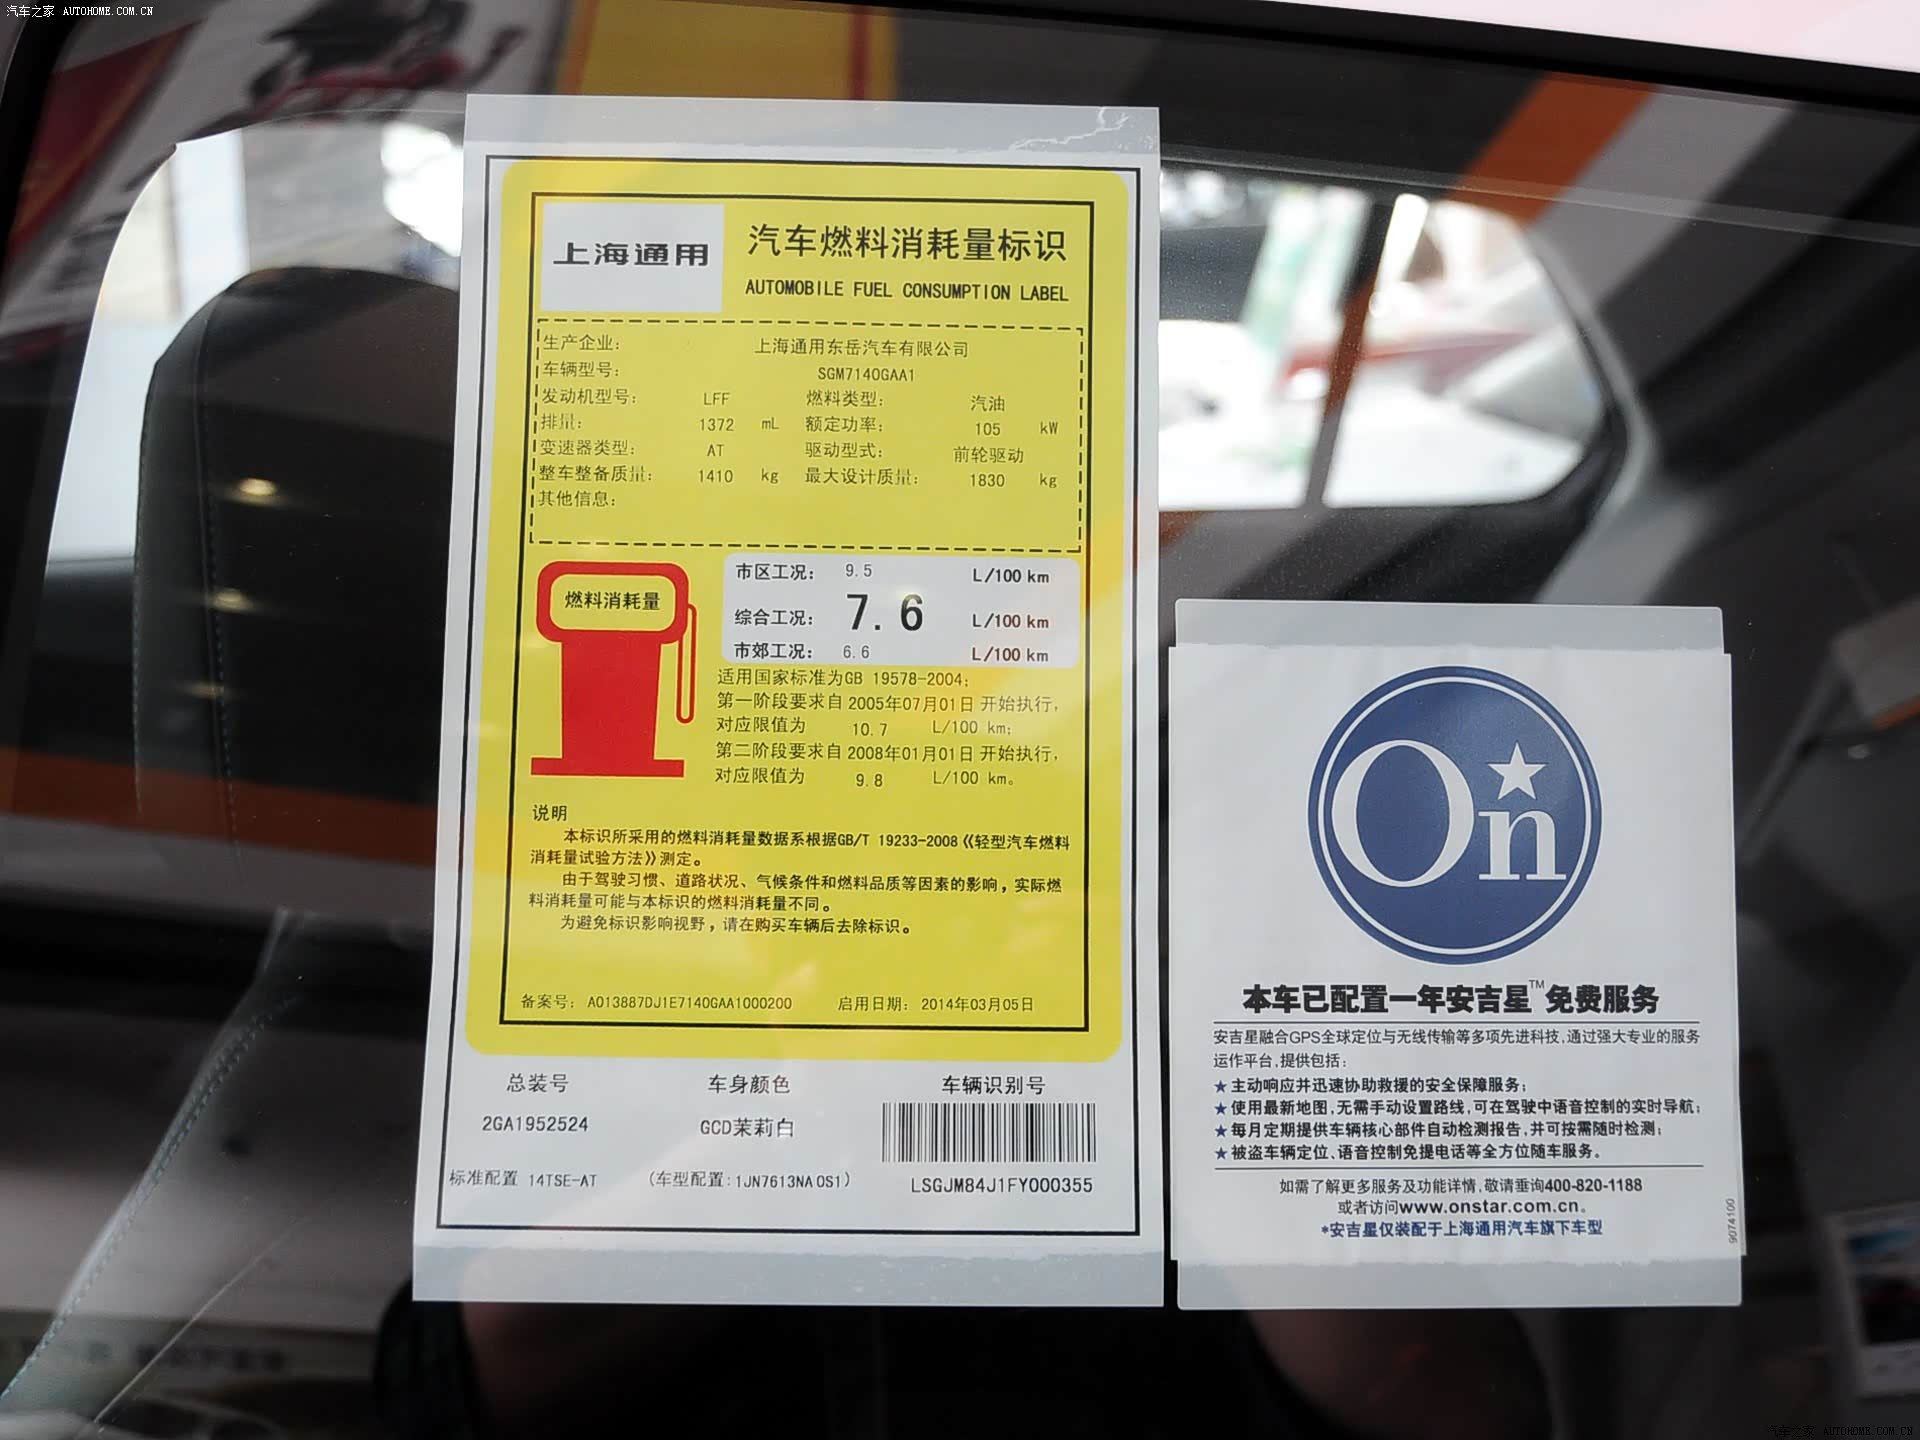 汽车之家 AUTOHOME.COM.CN
上海通用
汽车燃料消耗量标识
AUTOMOBILE FUEL CONSUMPTION LABEL
生产企业: 上海通用东岳汽车有限公司
车辆型号: SGM7140GAA1
发动机型号: LFF 燃料类型: 汽油
排量: 1372 mL 额定功率: 105 kW
变速器类型: AT 驱动型式: 前轮驱动
整车整备质量: 1410 kg 最大设计质量: 1830 kg
其他信息:
燃料消耗量
市区工况: 9.5 L/100 km
综合工况: 7.6 L/100 km
市郊工况: 6.6 L/100 km
适用国家标准为GB 19578-2004;
第一阶段要求自2005年07月01日开始执行,
对应限值为 10.7 L/100 km;
第二阶段要求自2008年01月01日开始执行,
对应限值为 9.8 L/100 km。
说明
本标识所采用的燃料消耗量数据系根据GB/T 19233-2008《轻型汽车燃料
消耗量试验方法》测定。
由于驾驶习惯、道路状况、气候条件和燃料品质等因素的影响,实际燃
料消耗量可能与本标识的燃料消耗量不同。
为避免标识影响视野,请在购买车辆后去除标识。
备案号: A013887DJ1E7140GAA1000200 启用日期: 2014年03月05日
总装号 车身颜色 车辆识别号
2GA1952524 GCD茉莉白
标准配置 14TSE-AT (车型配置:1JN7613NA0S1) LSGJM84J1FY000355
On
本车已配置一年安吉星™免费服务
安吉星融合GPS全球定位与无线传输等多项先进科技,通过强大专业的服务
运作平台,提供包括:
★主动响应并迅速协助救援的安全保障服务;
★使用最新地图,无需手动设置路线,可在驾驶中语音控制的实时导航;
★每月定期提供车辆核心部件自动检测报告,并可按需随时检测;
★被盗车辆定位、语音控制免提电话等全方位随车服务。
如需了解更多服务及功能详情,敬请垂询400-820-1188
或者访问www.onstar.com.cn。
*安吉星仅装配于上海通用汽车旗下车型
9074100
汽车之家 AUTOHOME.COM.CN